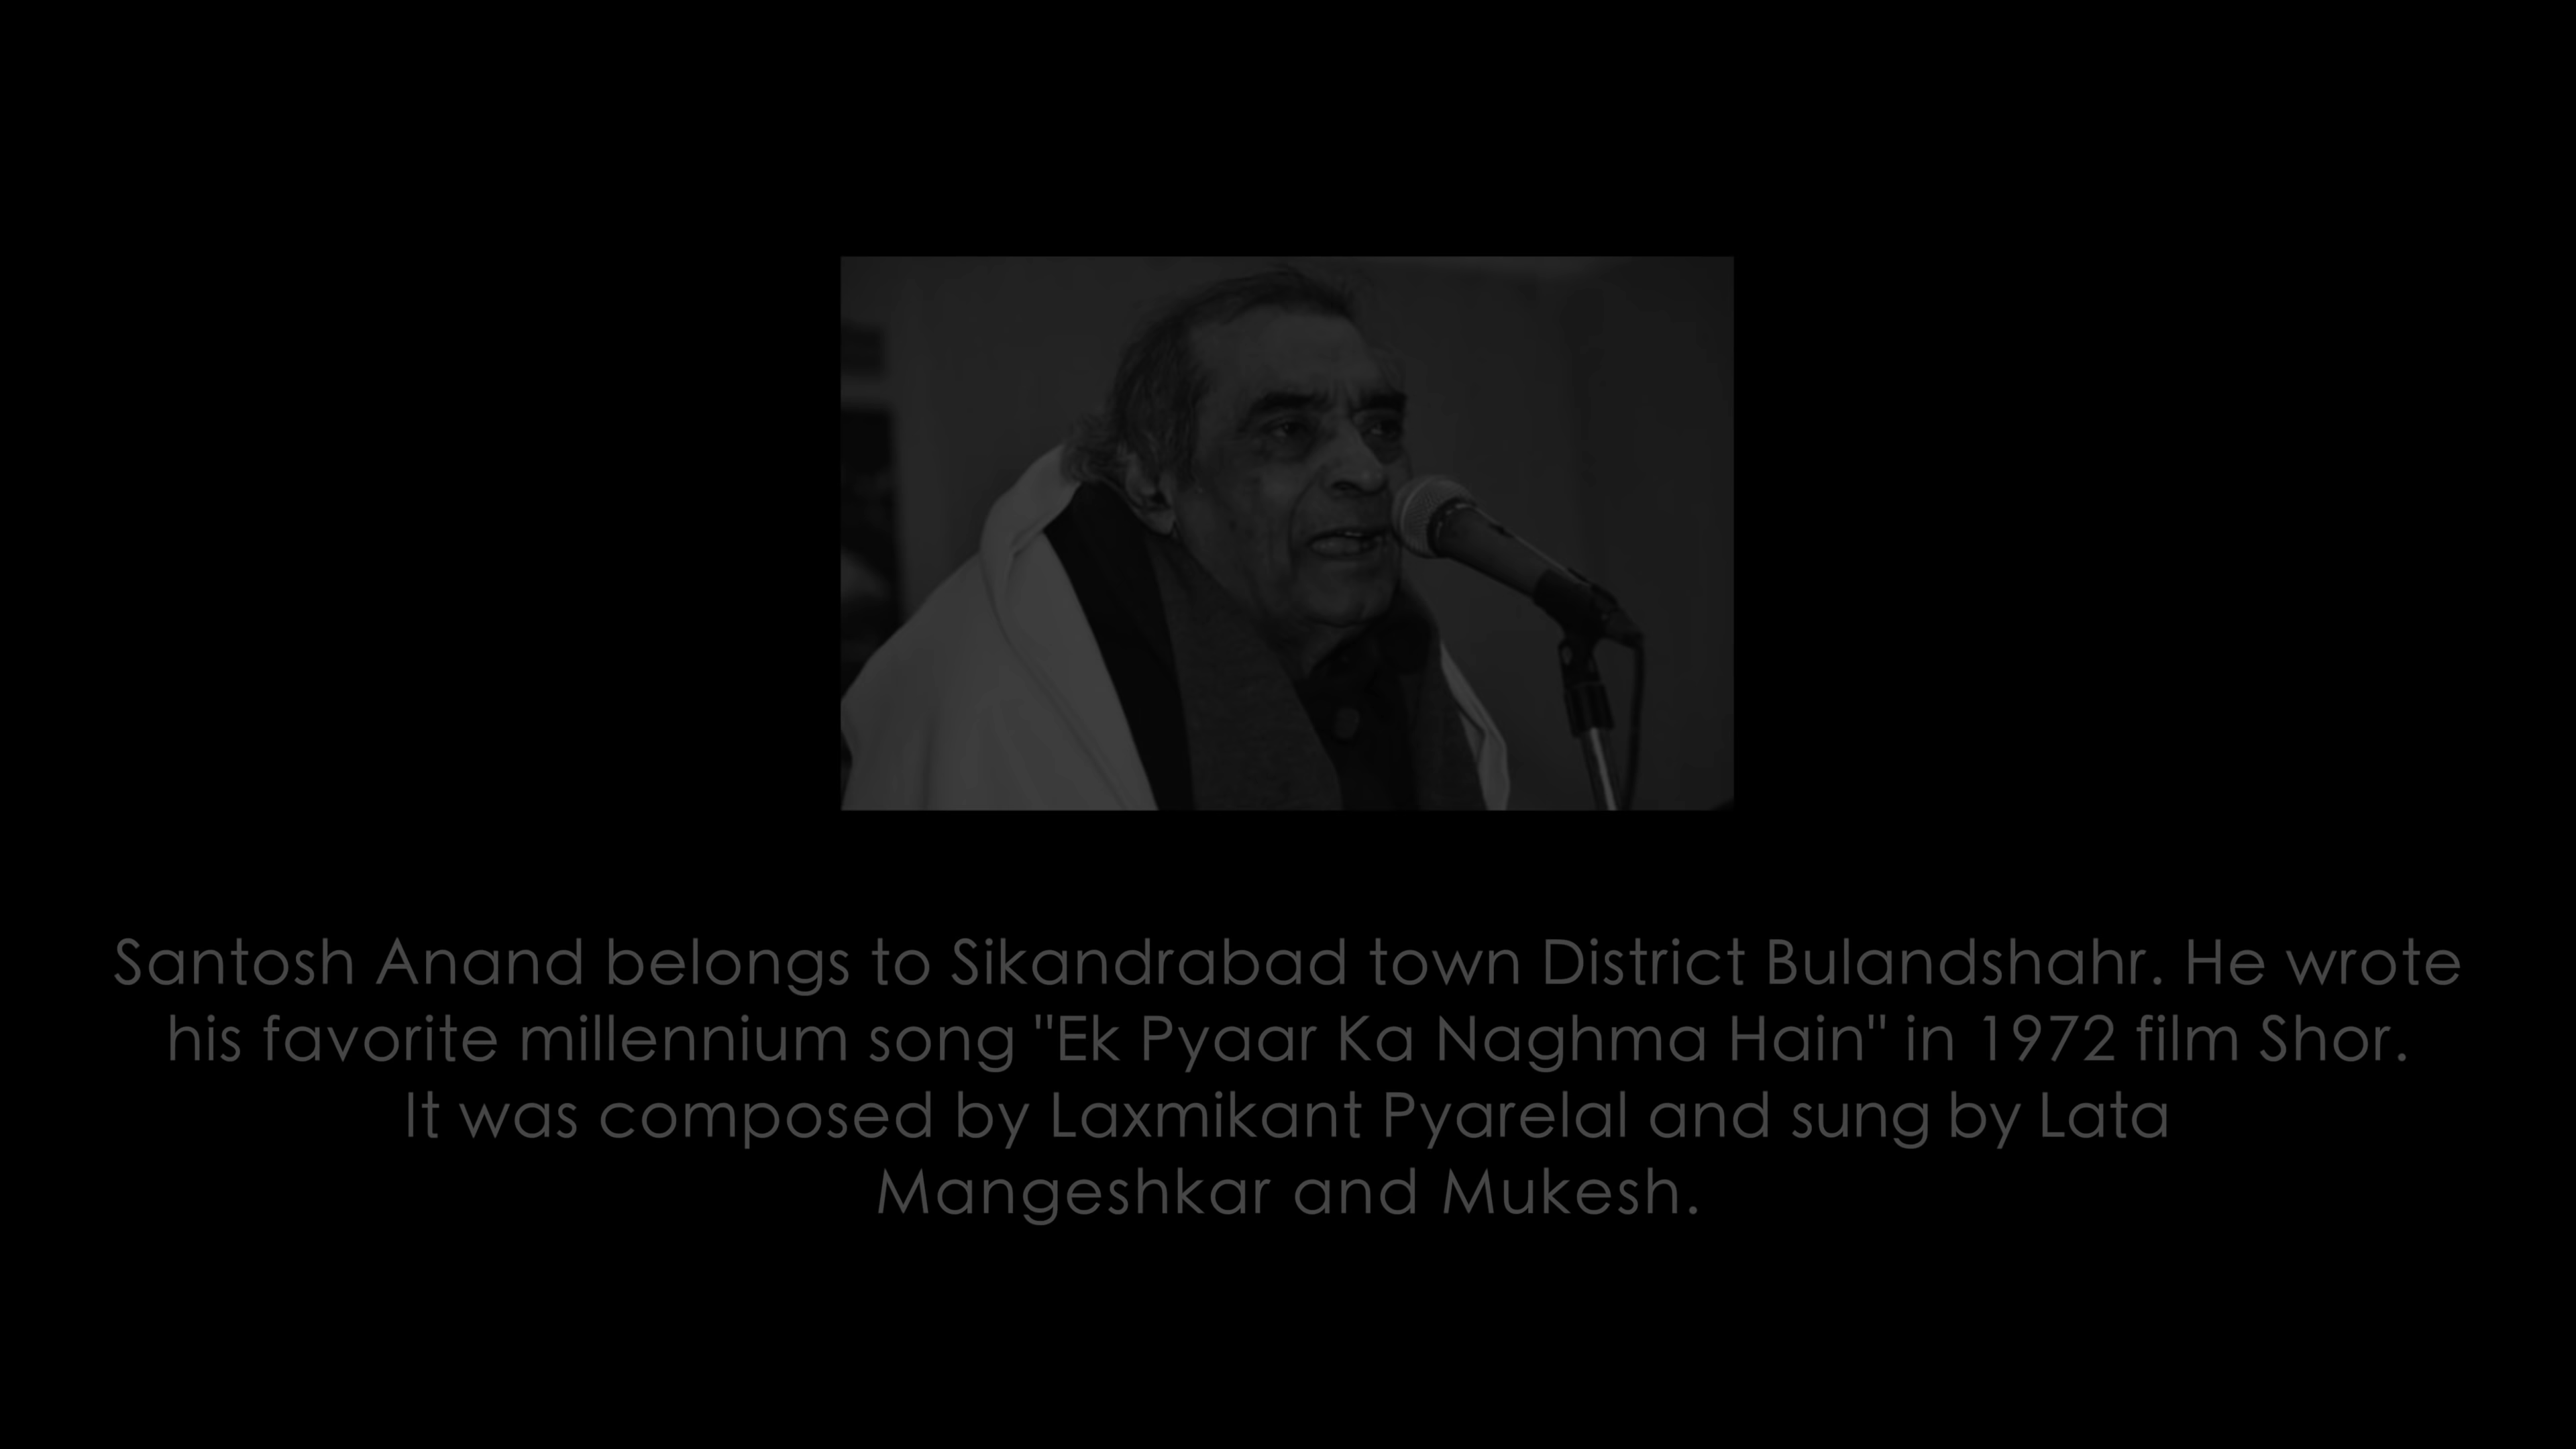 Santosh Anand belongs to Sikandrabad town District Bulandshahr. He wrote
his favorite millennium song "Ek Pyaar Ka Naghma Hain" in 1972 film Shor.
It was composed by Laxmikant Pyarelal and sung by Lata
Mangeshkar and Mukesh.